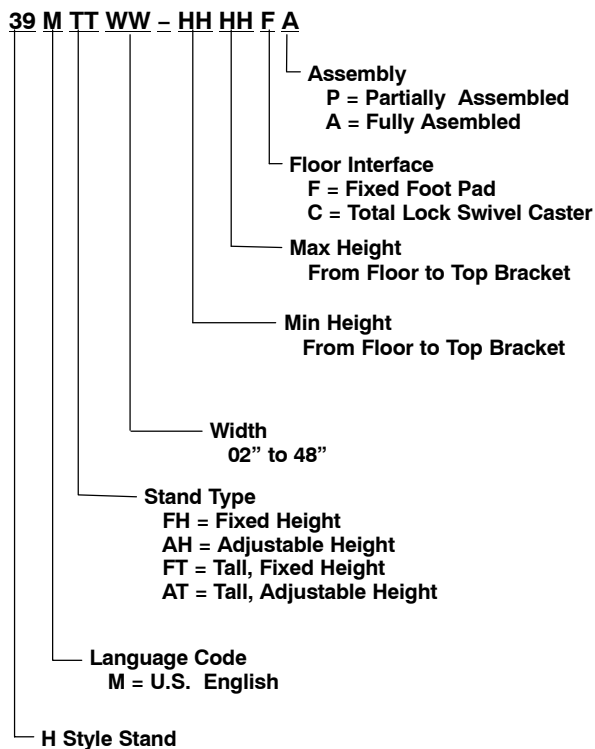 39 M TT WW – HH HH F A
Assembly
P = Partially Assembled
A = Fully Asembled
Floor Interface
F = Fixed Foot Pad
C = Total Lock Swivel Caster
Max Height
From Floor to Top Bracket
Min Height
From Floor to Top Bracket
Width
02” to 48”
Stand Type
FH = Fixed Height
AH = Adjustable Height
FT = Tall, Fixed Height
AT = Tall, Adjustable Height
Language Code
M = U.S. English
H Style Stand